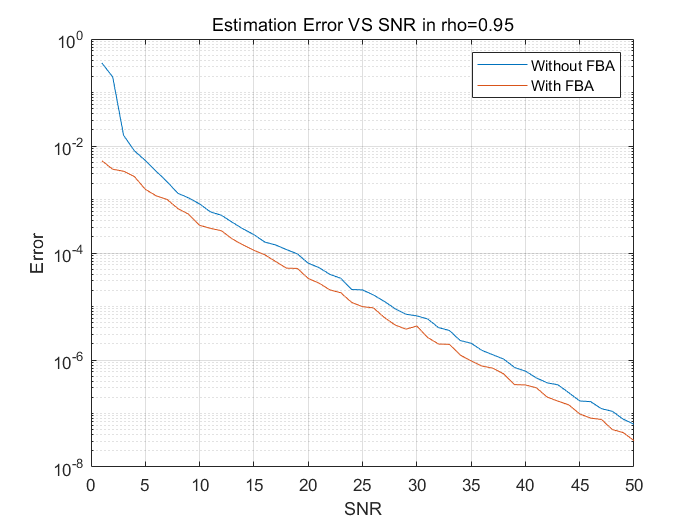 Estimation Error VS SNR in rho=0.95
Without FBA
With FBA
10^0
10^-2
10^-4
10^-6
10^-8
Error
0 5 10 15 20 25 30 35 40 45 50
SNR